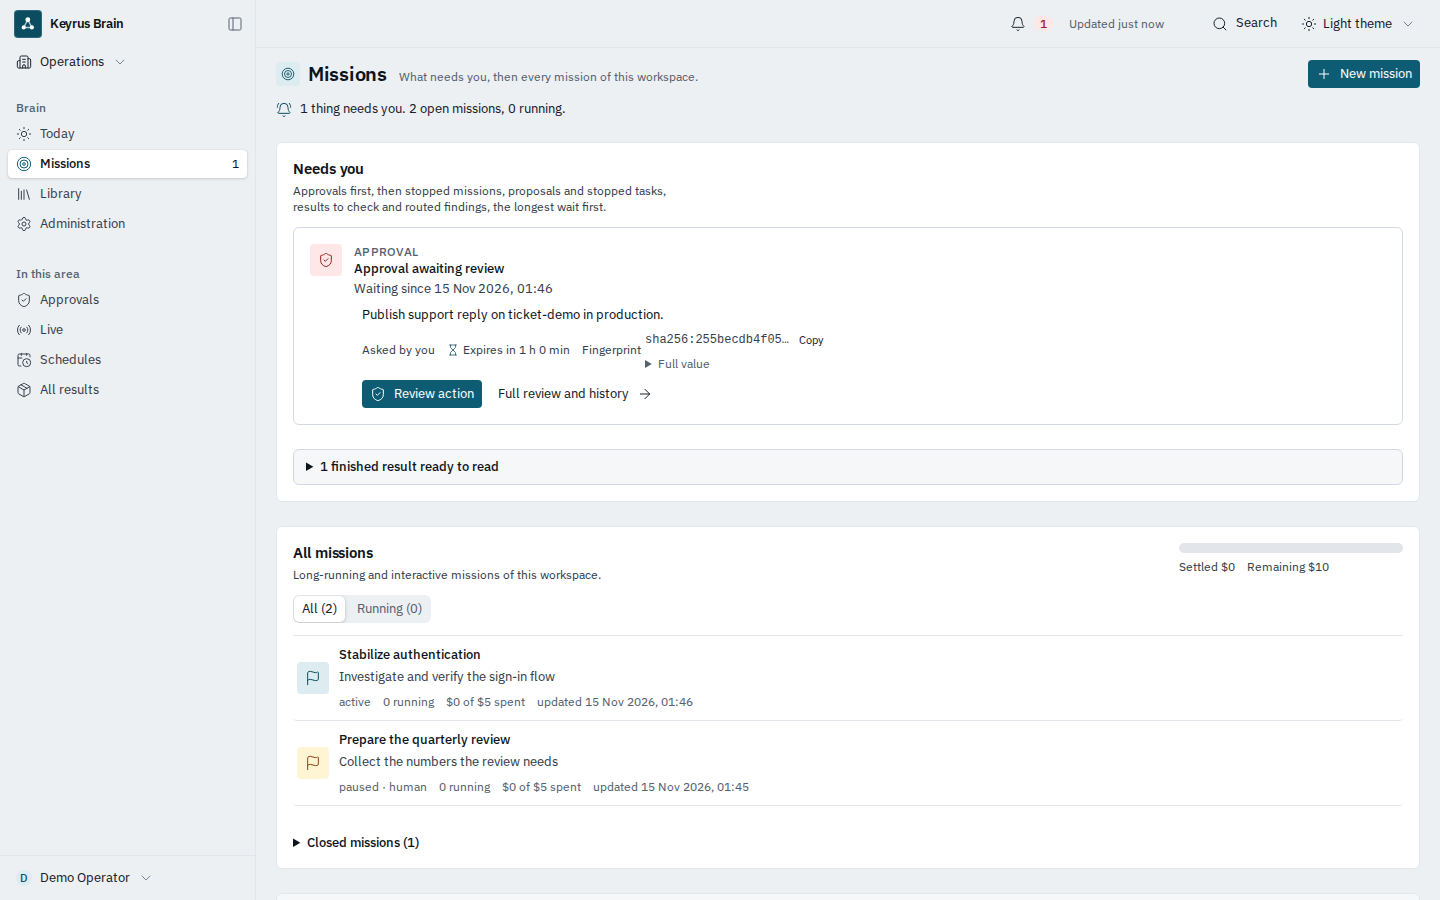 Keyrus Brain
1 Updated just now Search Light theme
Operations
Brain
Today
Missions 1
Library
Administration
In this area
Approvals
Live
Schedules
All results
D Demo Operator
Missions What needs you, then every mission of this workspace.
New mission
1 thing needs you. 2 open missions, 0 running.
Needs you
Approvals first, then stopped missions, proposals and stopped tasks,
results to check and routed findings, the longest wait first.
APPROVAL
Approval awaiting review
Waiting since 15 Nov 2026, 01:46
Publish support reply on ticket-demo in production.
Asked by you Expires in 1 h 0 min Fingerprint sha256:255becdb4f05… Copy
Full value
Review action Full review and history
1 finished result ready to read
All missions
Long-running and interactive missions of this workspace.
Settled $0 Remaining $10
All (2) Running (0)
Stabilize authentication
Investigate and verify the sign-in flow
active 0 running $0 of $5 spent updated 15 Nov 2026, 01:46
Prepare the quarterly review
Collect the numbers the review needs
paused · human 0 running $0 of $5 spent updated 15 Nov 2026, 01:45
Closed missions (1)